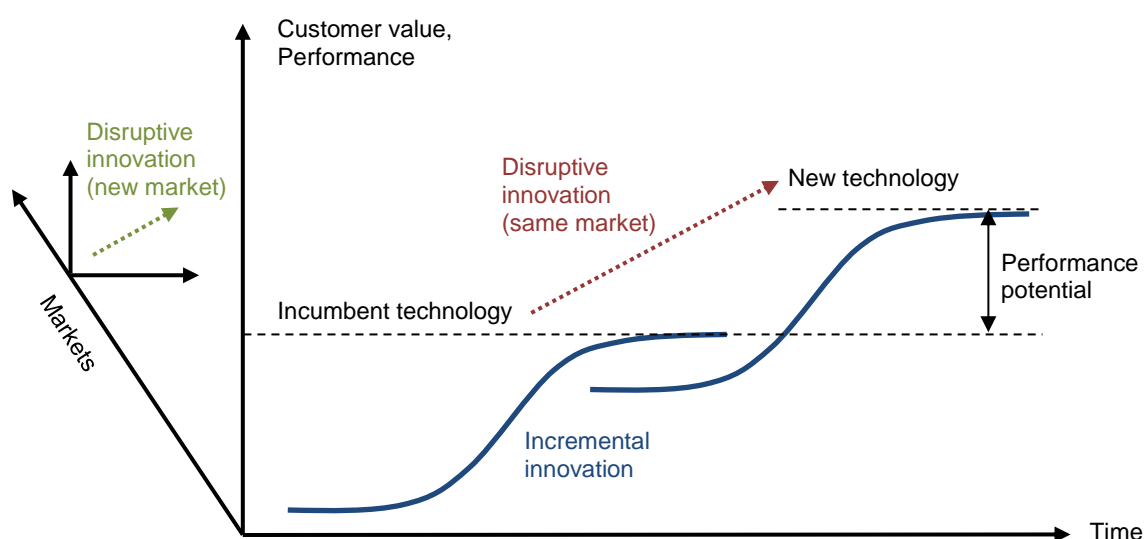 Customer value,
Performance
Disruptive
innovation
(new market)
Disruptive
innovation
(same market)
New technology
Performance
potential
Incumbent technology
Markets
Incremental
innovation
Time